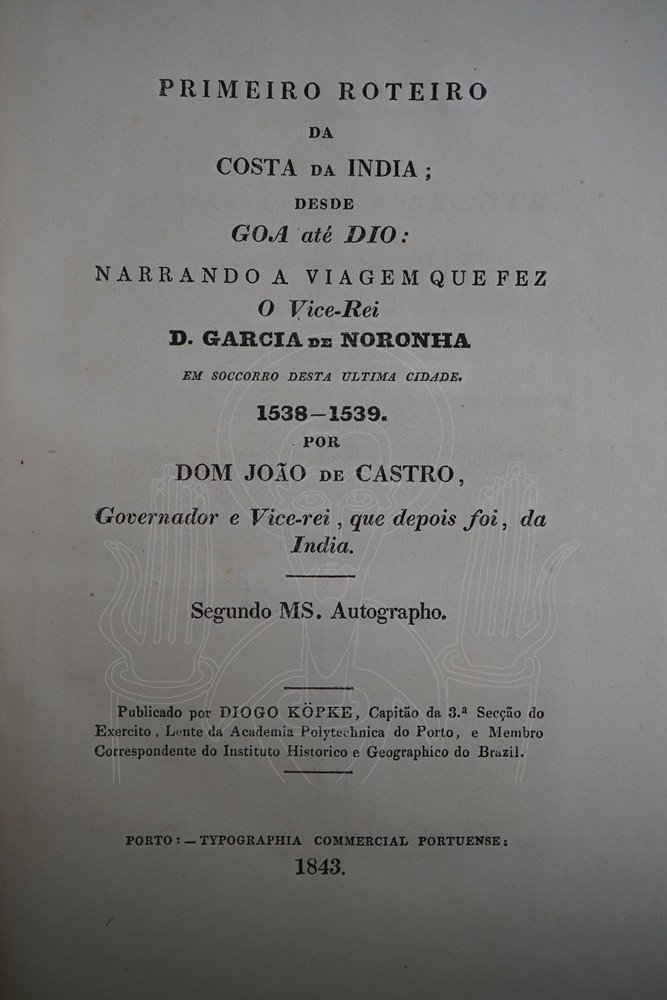 PRIMEIRO ROTEIRO
DA
COSTA DA INDIA;
DESDE
GOA até DIO:
NARRANDO A VIAGEM QUE FEZ
O Vice-Rei
D. GARCIA DE NORONHA
EM SOCCORRO DESTA ULTIMA CIDADE.
1538-1539.
POR
DOM JOÃO DE CASTRO,
Governador e Vice-rei, que depois foi, da
India.
Segundo MS. Autographo.
Publicado por DIOGO KÖPKE, Capitão da 3.ª Secção do
Exercito, Lente da Academia Polytechnica do Porto, e Membro
Correspondente do Instituto Historico e Geographico do Brazil.
PORTO: — TYPOGRAPHIA COMMERCIAL PORTUENSE:
1843.